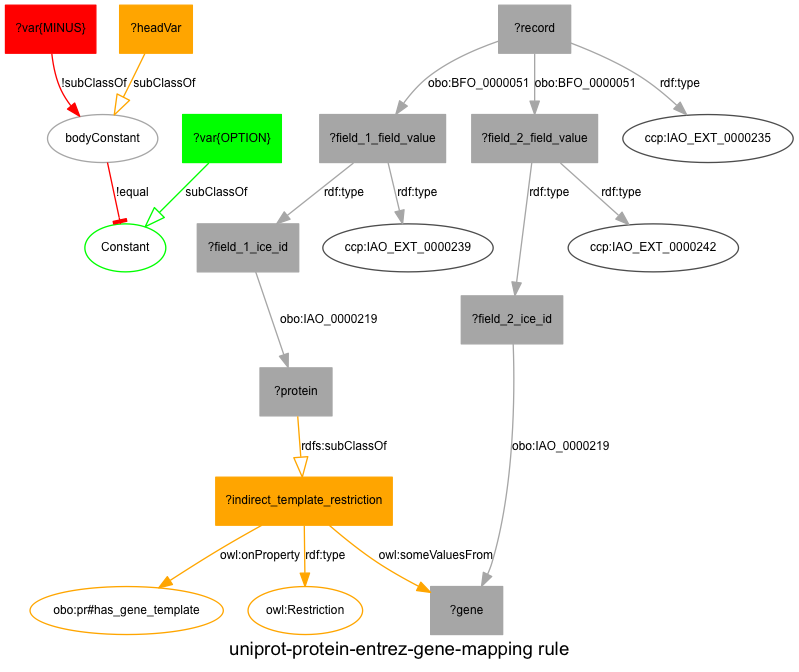 ?var{MINUS}
?headVar
?record
!subClassOf
subClassOf
obo:BFO_0000051
obo:BFO_0000051
rdf:type
bodyConstant
?var{OPTION}
?field_1_field_value
?field_2_field_value
ccp:IAO_EXT_0000235
!equal
subClassOf
rdf:type
rdf:type
rdf:type
rdf:type
Constant
?field_1_ice_id
ccp:IAO_EXT_0000239
ccp:IAO_EXT_0000242
obo:IAO_0000219
?field_2_ice_id
?protein
rdfs:subClassOf
obo:IAO_0000219
?indirect_template_restriction
owl:onProperty
rdf:type
owl:someValuesFrom
obo:pr#has_gene_template
owl:Restriction
?gene
uniprot-protein-entrez-gene-mapping rule